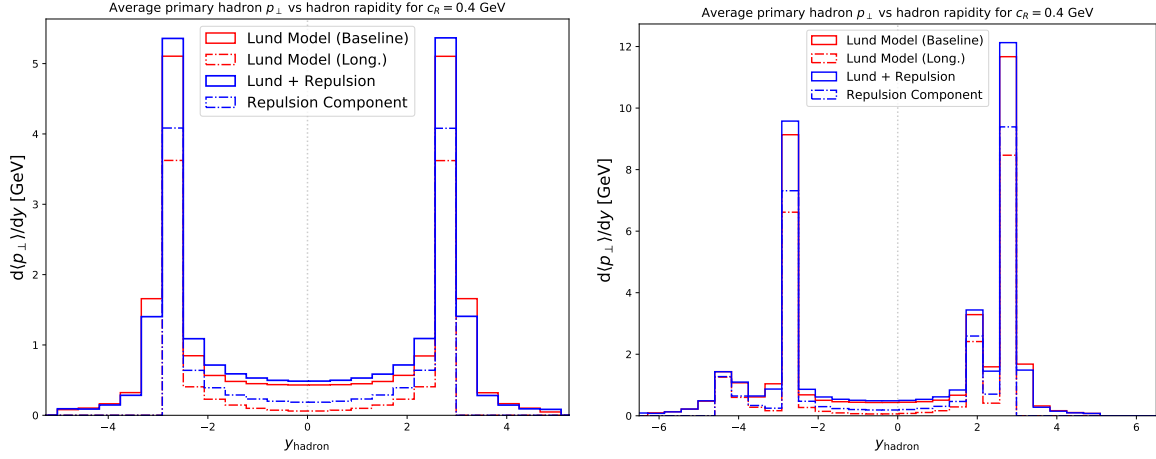 Average primary hadron p⊥ vs hadron rapidity for c_R = 0.4 GeV
Lund Model (Baseline)
Lund Model (Long.)
Lund + Repulsion
Repulsion Component
d⟨p⊥⟩/dy [GeV]
5
4
3
2
1
0
−4
−2
0
2
4
y_hadron
Average primary hadron p⊥ vs hadron rapidity for c_R = 0.4 GeV
Lund Model (Baseline)
Lund Model (Long.)
Lund + Repulsion
Repulsion Component
d⟨p⊥⟩/dy [GeV]
12
10
8
6
4
2
0
−6
−4
−2
0
2
4
6
y_hadron